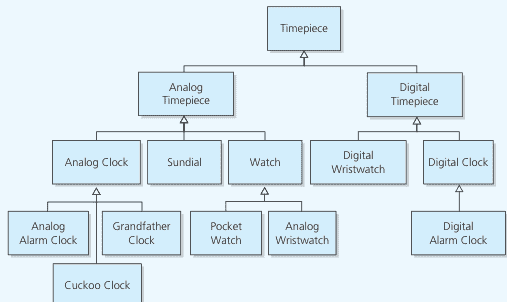 Timepiece
Analog
Timepiece
Digital
Timepiece
Analog Clock
Sundial
Watch
Digital
Wristwatch
Digital Clock
Analog
Alarm Clock
Grandfather
Clock
Pocket
Watch
Analog
Wristwatch
Digital
Alarm Clock
Cuckoo Clock